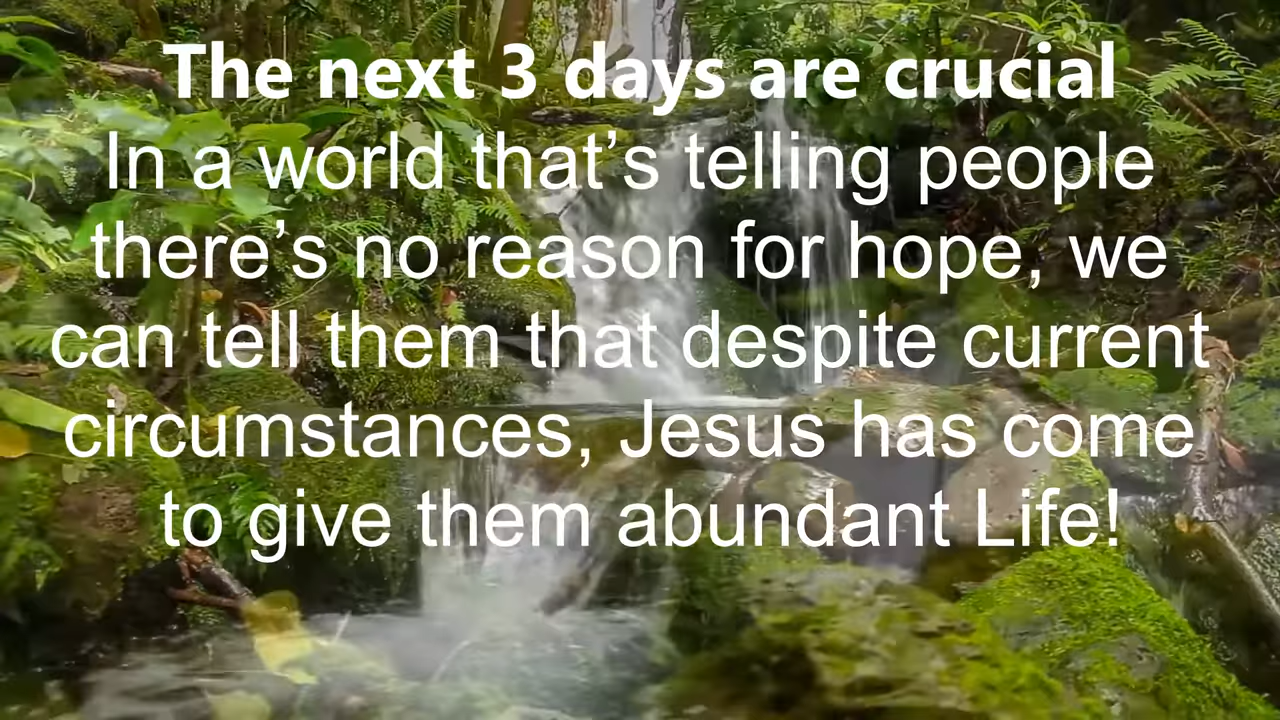 The next 3 days are crucial
In a world that’s telling people
there’s no reason for hope, we
can tell them that despite current
circumstances, Jesus has come
to give them abundant Life!